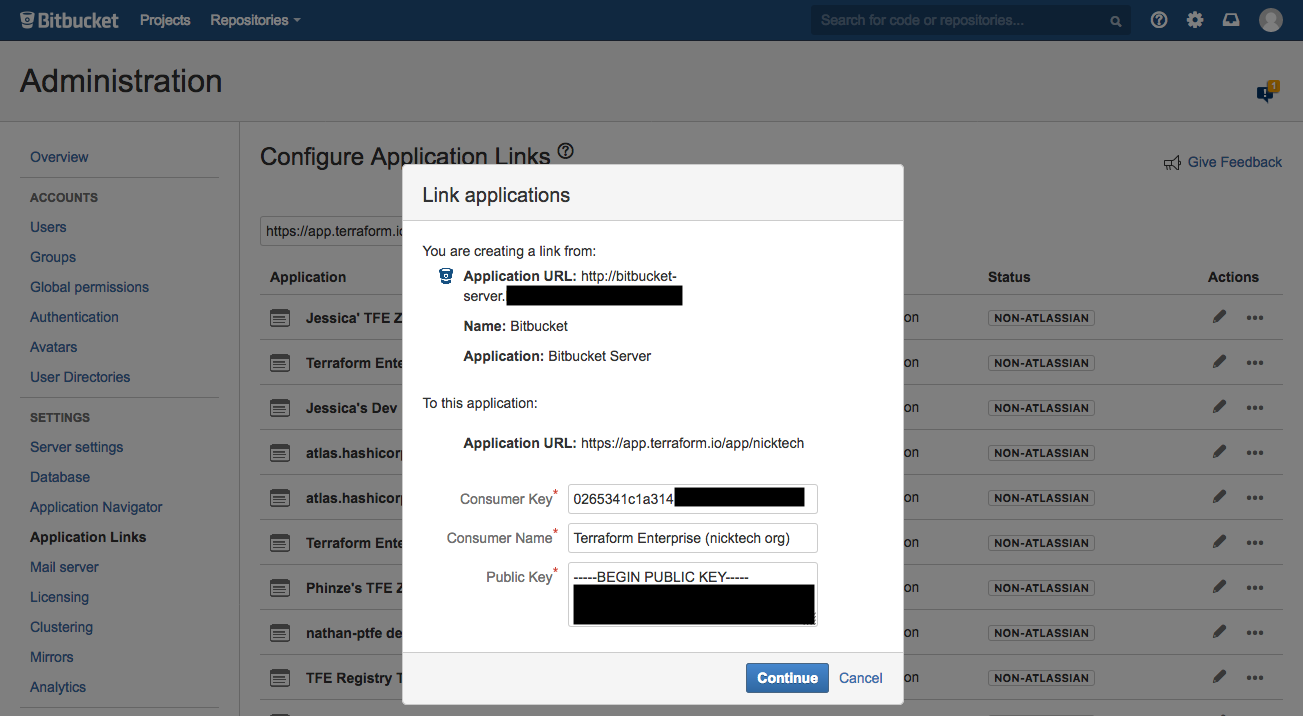 Bitbucket Projects Repositories Search for code or repositories...
Administration
1
Overview
ACCOUNTS
Users
Groups
Global permissions
Authentication
Avatars
User Directories
SETTINGS
Server settings
Database
Application Navigator
Application Links
Mail server
Licensing
Clustering
Mirrors
Analytics
Configure Application Links
Give Feedback
https://app.terraform.io
Application Status Actions
Jessica' TFE Z on NON-ATLASSIAN
Terraform Ente on NON-ATLASSIAN
Jessica's Dev on NON-ATLASSIAN
atlas.hashicorp on NON-ATLASSIAN
atlas.hashicorp on NON-ATLASSIAN
Terraform Ente on NON-ATLASSIAN
Phinze's TFE Z on NON-ATLASSIAN
nathan-ptfe de on NON-ATLASSIAN
TFE Registry T on NON-ATLASSIAN
Link applications
You are creating a link from:
Application URL: http://bitbucket-
server.
Name: Bitbucket
Application: Bitbucket Server
To this application:
Application URL: https://app.terraform.io/app/nicktech
Consumer Key* 0265341c1a314
Consumer Name* Terraform Enterprise (nicktech org)
Public Key* -----BEGIN PUBLIC KEY-----
Continue Cancel